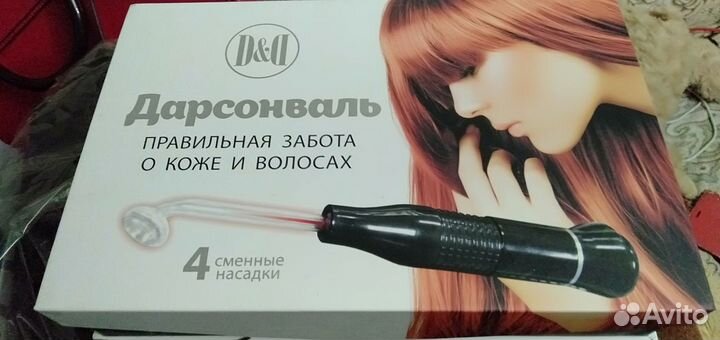 D&D
Дарсонваль
ПРАВИЛЬНАЯ ЗАБОТА
О КОЖЕ И ВОЛОСАХ
4 сменные
насадки
Avito